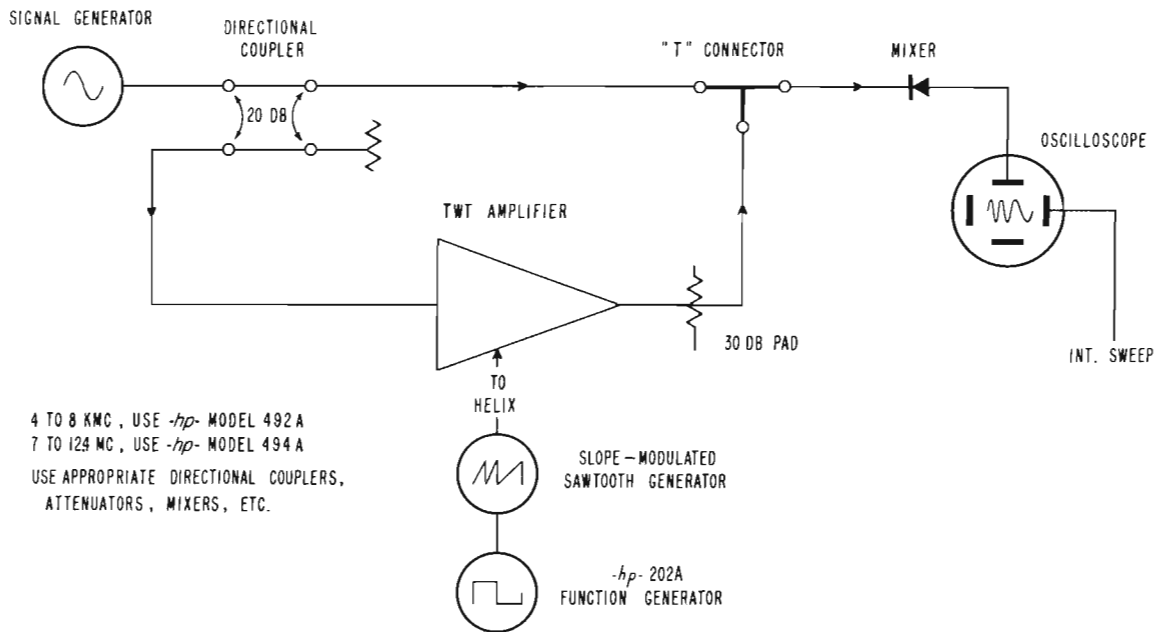 SIGNAL GENERATOR
DIRECTIONAL
COUPLER
20 DB
"T" CONNECTOR
MIXER
OSCILLOSCOPE
INT. SWEEP
TWT AMPLIFIER
30 DB PAD
TO
HELIX
4 TO 8 KMC, USE -hp- MODEL 492A
7 TO 12.4 MC, USE -hp- MODEL 494A
USE APPROPRIATE DIRECTIONAL COUPLERS,
ATTENUATORS, MIXERS, ETC.
SLOPE-MODULATED
SAWTOOTH GENERATOR
-hp- 202A
FUNCTION GENERATOR